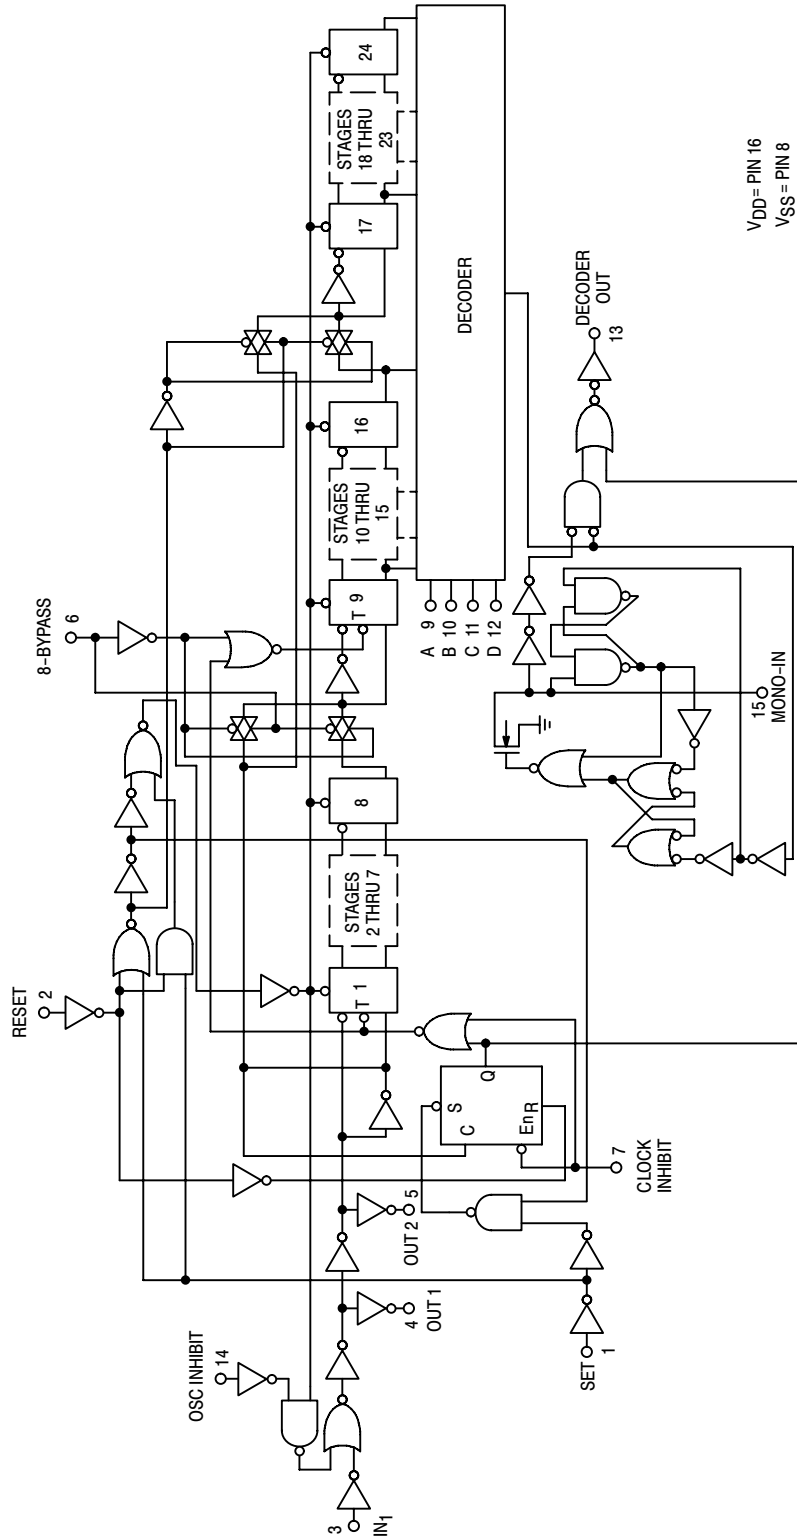 RESET
2
8-BYPASS
6
OSC INHIBIT
14
3
IN1
4
OUT 1
OUT 2
5
T 1
STAGES
2 THRU 7
8
T 9
STAGES
10 THRU
15
16
17
STAGES
18 THRU
23
24
C
S
Q
En
R
DECODER
A 9
B 10
C 11
D 12
SET
1
7
CLOCK
INHIBIT
15
MONO-IN
DECODER
OUT
13
VDD = PIN 16
VSS = PIN 8